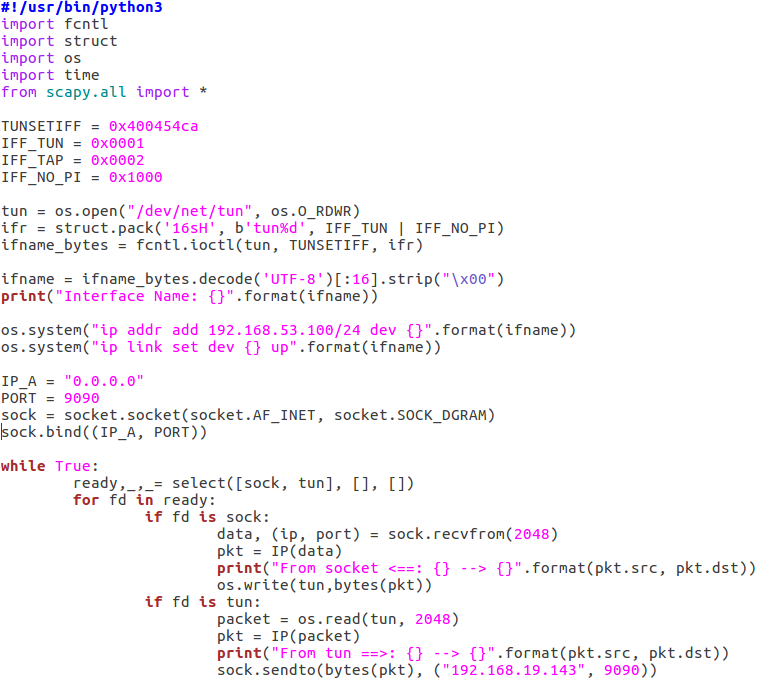 #!/usr/bin/python3
import fcntl
import struct
import os
import time
from scapy.all import *
TUNSETIFF = 0x400454ca
IFF_TUN = 0x0001
IFF_TAP = 0x0002
IFF_NO_PI = 0x1000
tun = os.open("/dev/net/tun", os.O_RDWR)
ifr = struct.pack('16sH', b'tun%d', IFF_TUN | IFF_NO_PI)
ifname_bytes = fcntl.ioctl(tun, TUNSETIFF, ifr)
ifname = ifname_bytes.decode('UTF-8')[:16].strip("\x00")
print("Interface Name: {}".format(ifname))
os.system("ip addr add 192.168.53.100/24 dev {}".format(ifname))
os.system("ip link set dev {} up".format(ifname))
IP_A = "0.0.0.0"
PORT = 9090
sock = socket.socket(socket.AF_INET, socket.SOCK_DGRAM)
sock.bind((IP_A, PORT))
while True:
        ready,_,_= select([sock, tun], [], [])
        for fd in ready:
                if fd is sock:
                        data, (ip, port) = sock.recvfrom(2048)
                        pkt = IP(data)
                        print("From socket <==: {} --> {}".format(pkt.src, pkt.dst))
                        os.write(tun,bytes(pkt))
                if fd is tun:
                        packet = os.read(tun, 2048)
                        pkt = IP(packet)
                        print("From tun ==>: {} --> {}".format(pkt.src, pkt.dst))
                        sock.sendto(bytes(pkt), ("192.168.19.143", 9090))